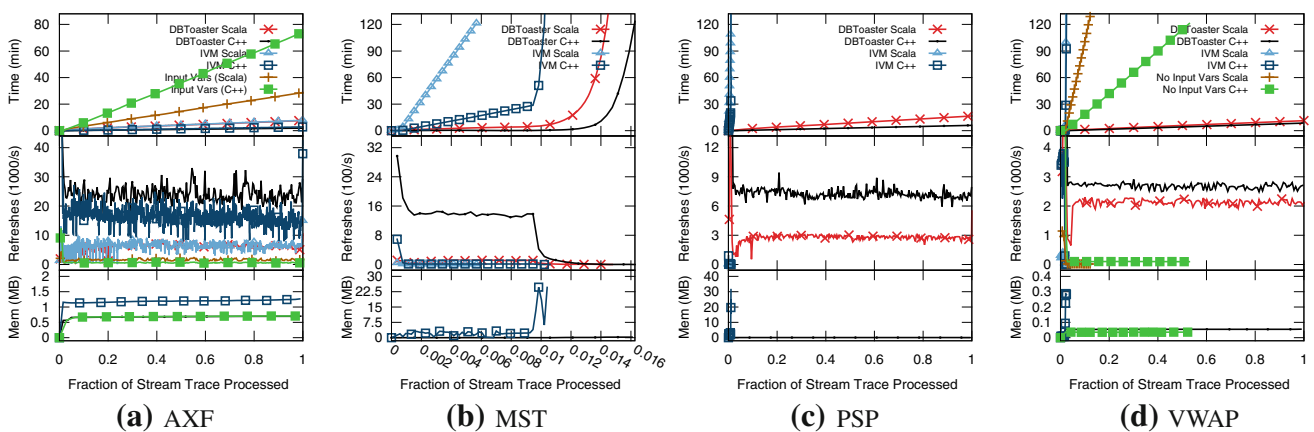 80
60
40
20
0
Time (min)
DBToaster Scala
DBToaster C++
IVM Scala
IVM C++
Input Vars (Scala)
Input Vars (C++)
40
30
20
10
0
Refreshes (1000/s)
2
1.5
1.2
0.5
0
Mem (MB)
0 0.2 0.4 0.6 0.8 1
Fraction of Stream Trace Processed
(a) AXF
120
90
60
30
0
Time (min)
DBToaster Scala
DBToaster C++
IVM Scala
IVM C++
32
24
16
8
0
Refreshes (100/s)
30
22.5
15
7.5
0
Mem (MB)
0 0.002 0.004 0.006 0.008 0.01 0.012 0.014 0.016
Fraction of Stream Trace Processed
(b) MST
120
90
60
30
0
Time (min)
DBToaster Scala
DBToaster C++
IVM Scala
IVM C++
12
9
6
3
0
Refreshes (1000/s)
40
30
20
10
0
Mem (MB)
0 0.2 0.4 0.6 0.8 1
Fraction of Stream Trace Processed
(c) PSP
120
90
60
30
0
Time (min)
DBToaster Scala
DBToaster C++
IVM Scala
IVM C++
No Input Vars Scala
No Input Vars C++
4
3
2
1
0
Refreshes (1000/s)
0.4
0.3
0.2
0.1
0
Mem (MB)
0 0.2 0.4 0.6 0.8 1
Fraction of Stream Trace Processed
(d) VWAP